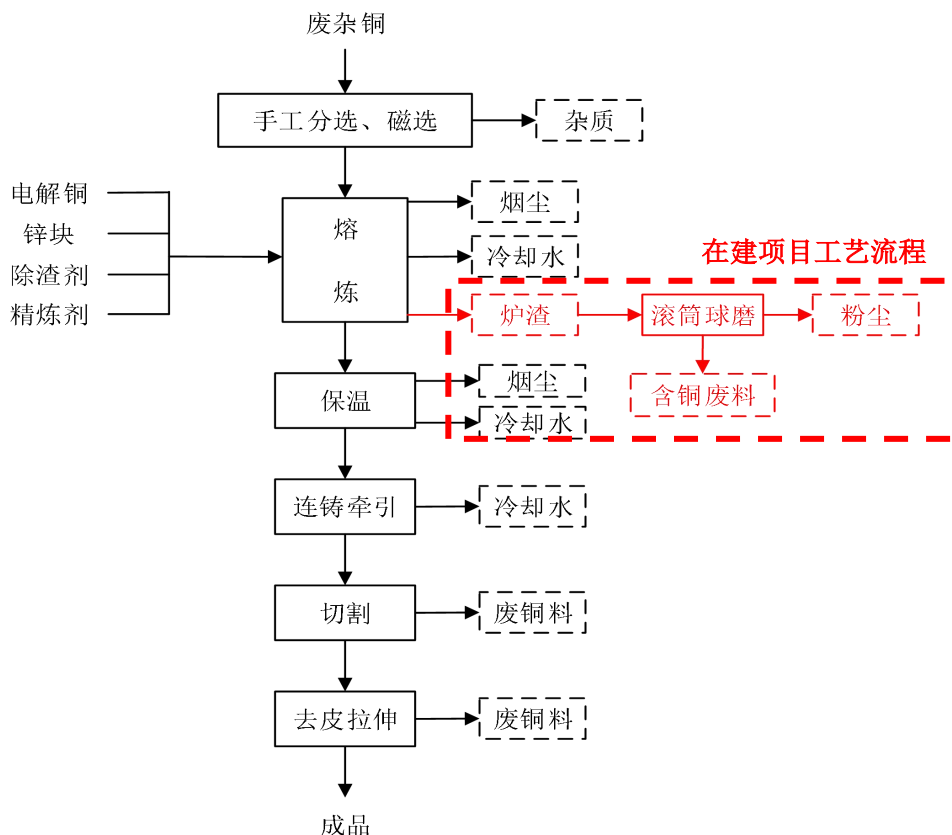 废杂铜
手工分选、磁选
杂质
电解铜
锌块
除渣剂
精炼剂
熔
炼
烟尘
冷却水
在建项目工艺流程
炉渣
滚筒球磨
粉尘
含铜废料
保温
烟尘
冷却水
连铸牵引
冷却水
切割
废铜料
去皮拉伸
废铜料
成品